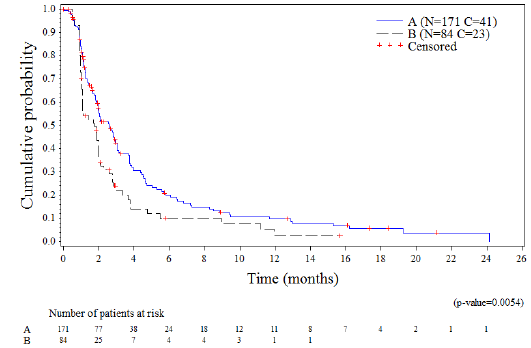 A (N=171 C=41)
B (N=84 C=23)
Censored
Cumulative probability
1.0
0.9
0.8
0.7
0.6
0.5
0.4
0.3
0.2
0.1
0.0
0 2 4 6 8 10 12 14 16 18 20 22 24 26
Time (months)
(p-value=0.0054)
Number of patients at risk
A 171 77 38 24 18 12 11 8 7 4 2 1 1
B 84 25 7 4 4 3 1 1